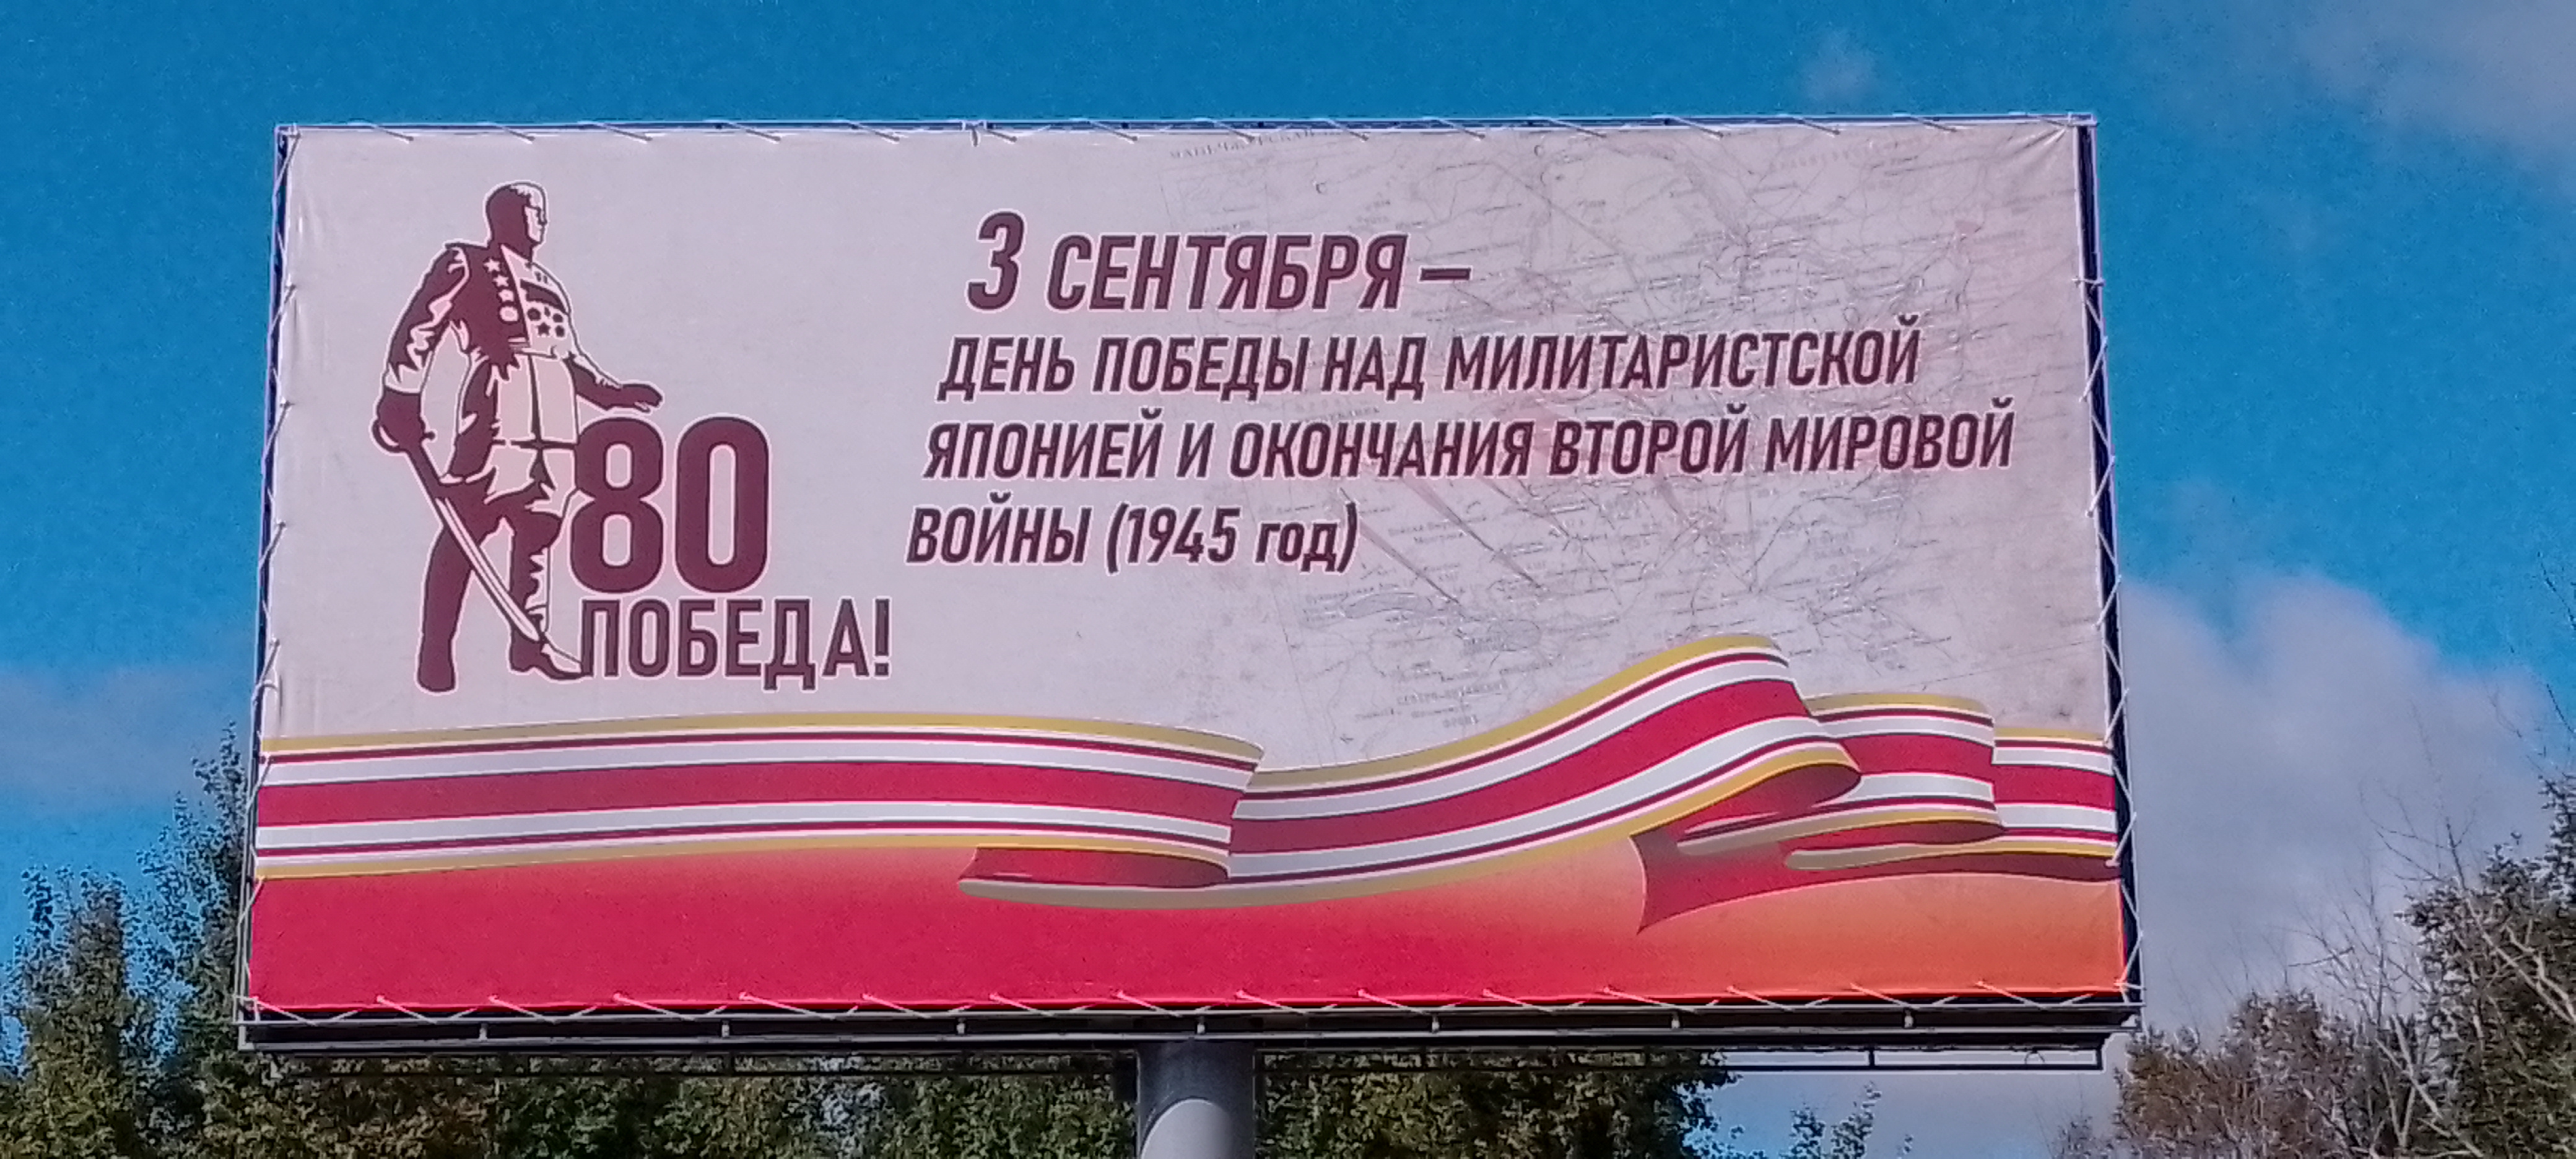 3 СЕНТЯБРЯ –
ДЕНЬ ПОБЕДЫ НАД МИЛИТАРИСТСКОЙ
ЯПОНИЕЙ И ОКОНЧАНИЯ ВТОРОЙ МИРОВОЙ
ВОЙНЫ (1945 год)
80
ПОБЕДА!